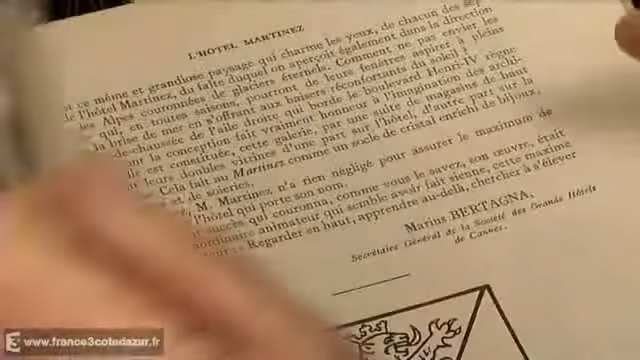 L'HOTEL MARTINEZ
ce même et grandiose paysage qui charme les yeux, de chacun des sep
l'hôtel Martinez, du faîte duquel on aperçoit également dans la direction
Alpes couronnées de glaciers éternels. Comment ne pas envier les
qui, en toutes saisons, pourront de leurs fenêtres aspirer à pleins
la brise de mer en s'offrant aux baisers réconfortants du soleil ?
de-chaussée de l'aile droite qui borde le boulevard Henri-IV règne
la conception fait vraiment honneur à l'imagination des archi-
est constituée, cette galerie, par une suite de magasins de haut
leurs doubles vitrines d'une part sur l'hôtel, d'autre part sur la
Cela fait au Martinez comme un socle de cristal enrichi de bijoux,
et de soieries.
M. Martinez n'a rien négligé pour assurer le maximum de
l'hôtel qui porte son nom.
succès qui couronna, comme vous le savez, son œuvre, était
animateur qui semble avoir fait sienne, cette maxime
Regarder en haut, apprendre au-delà, chercher à s'élever
Marius BERTAGNA,
Secrétaire Général de la Société des Grands Hôtels
de Cannes.
3 www.france3cotedazur.fr